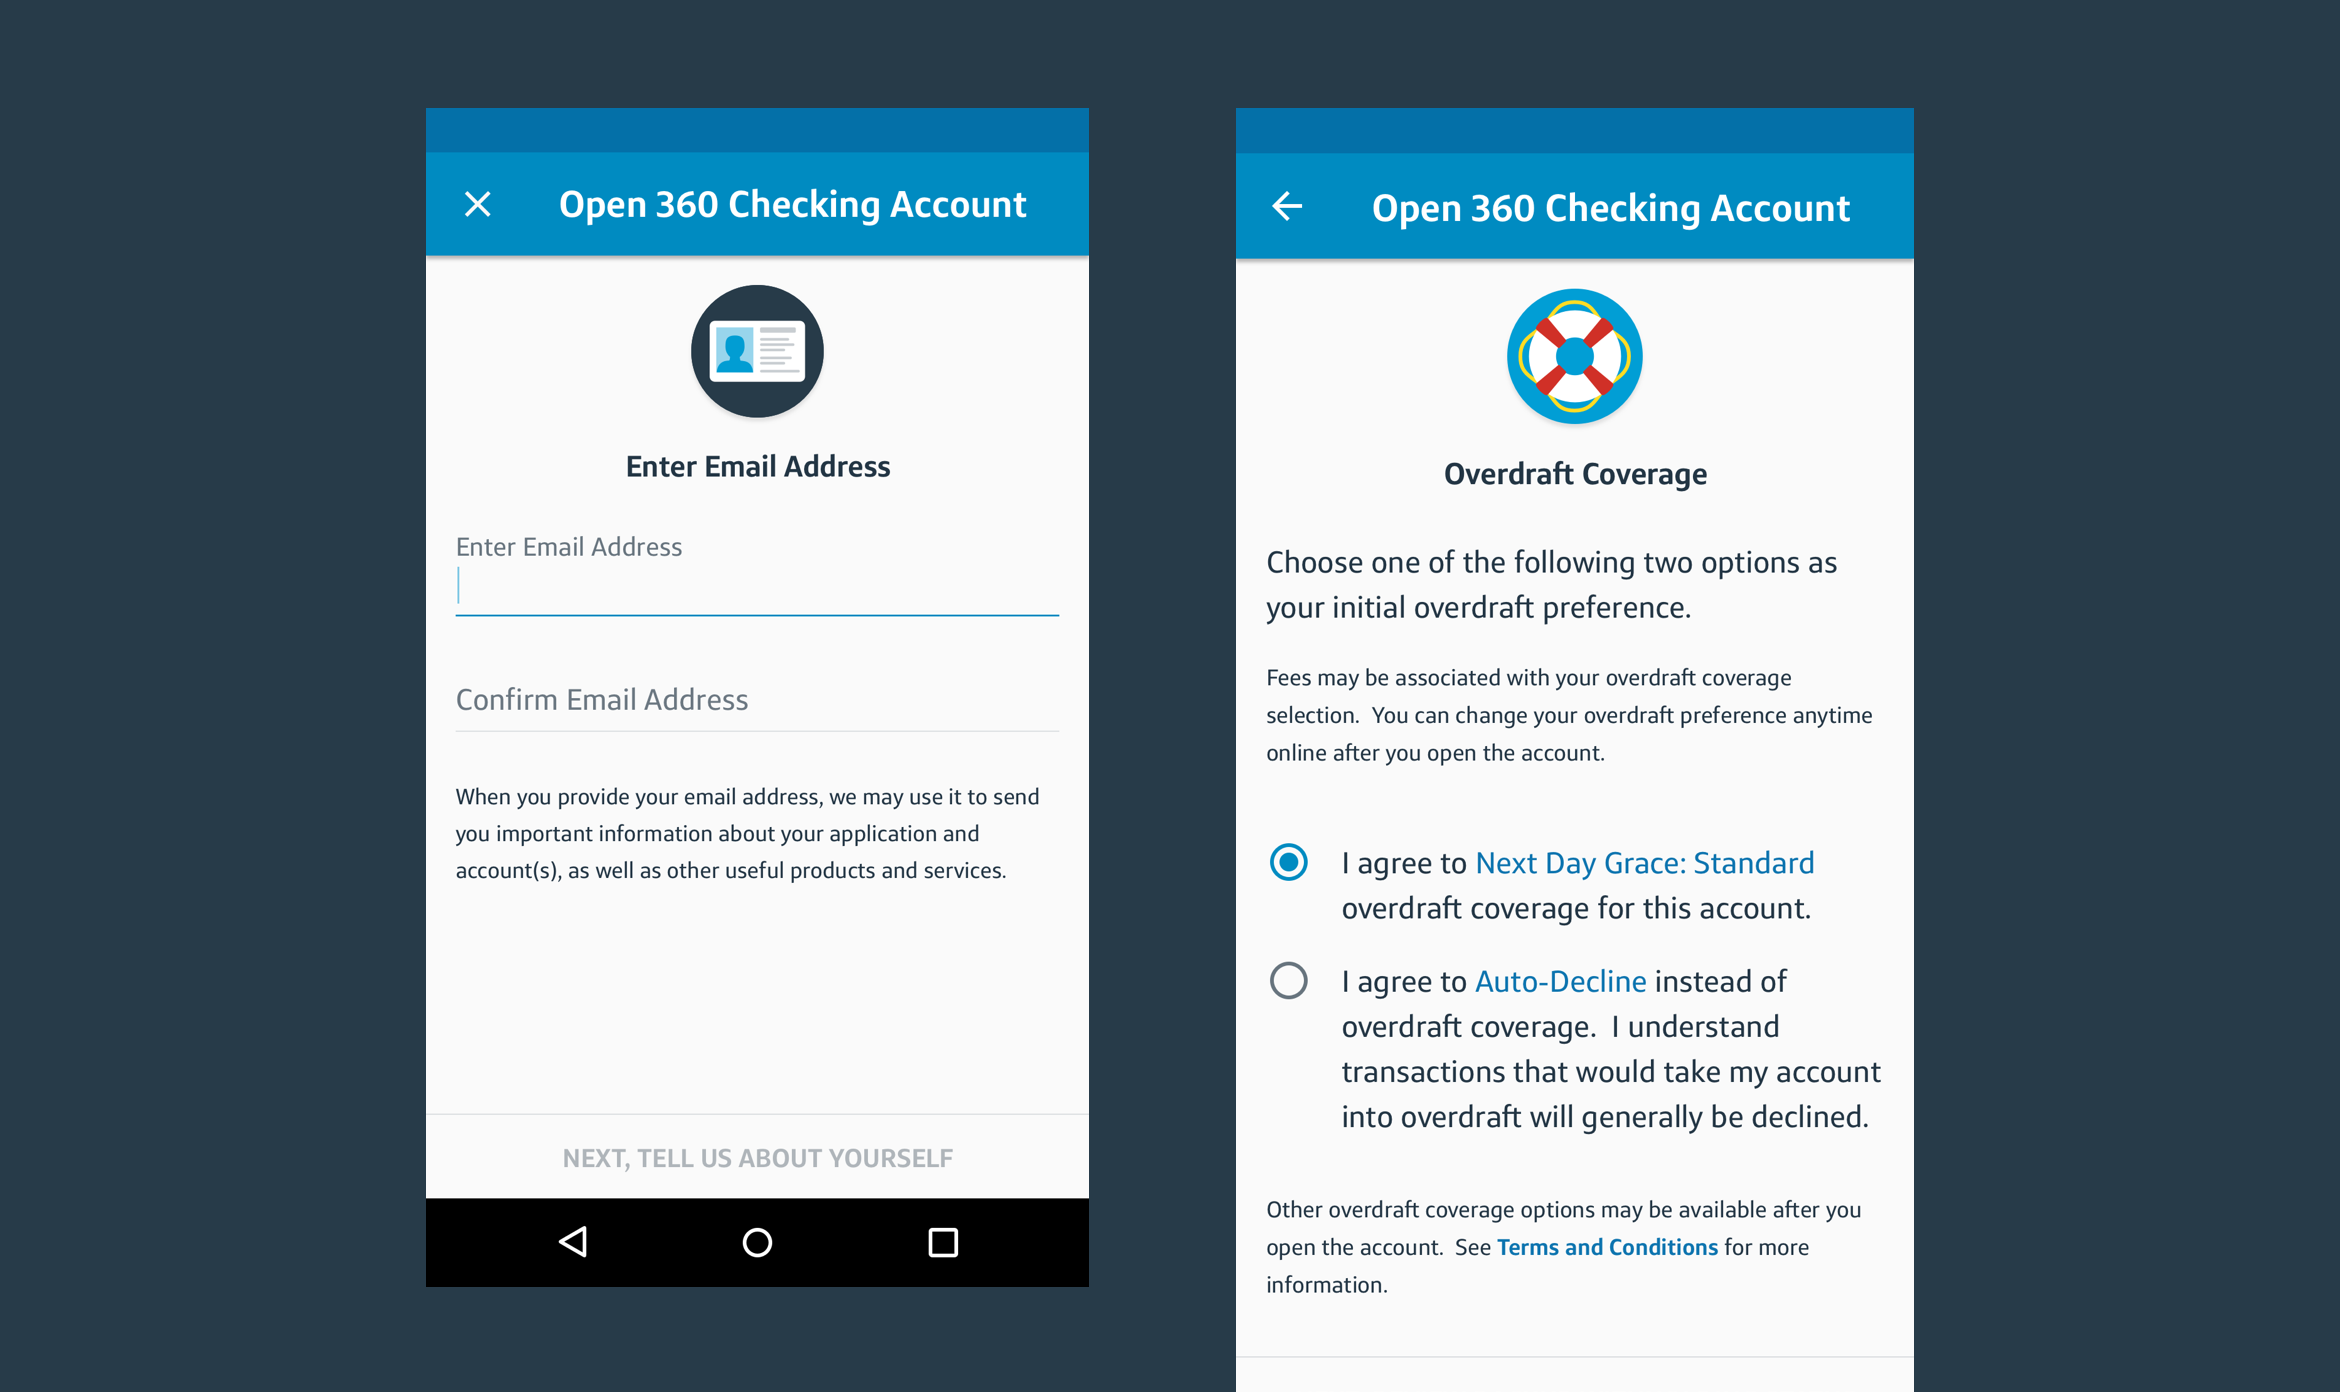 Open 360 Checking Account
Enter Email Address
Enter Email Address
Confirm Email Address
When you provide your email address, we may use it to send
you important information about your application and
account(s), as well as other useful products and services.
NEXT, TELL US ABOUT YOURSELF
Open 360 Checking Account
Overdraft Coverage
Choose one of the following two options as
your initial overdraft preference.
Fees may be associated with your overdraft coverage
selection.  You can change your overdraft preference anytime
online after you open the account.
I agree to Next Day Grace: Standard
overdraft coverage for this account.
I agree to Auto-Decline instead of
overdraft coverage.  I understand
transactions that would take my account
into overdraft will generally be declined.
Other overdraft coverage options may be available after you
open the account.  See Terms and Conditions for more
information.